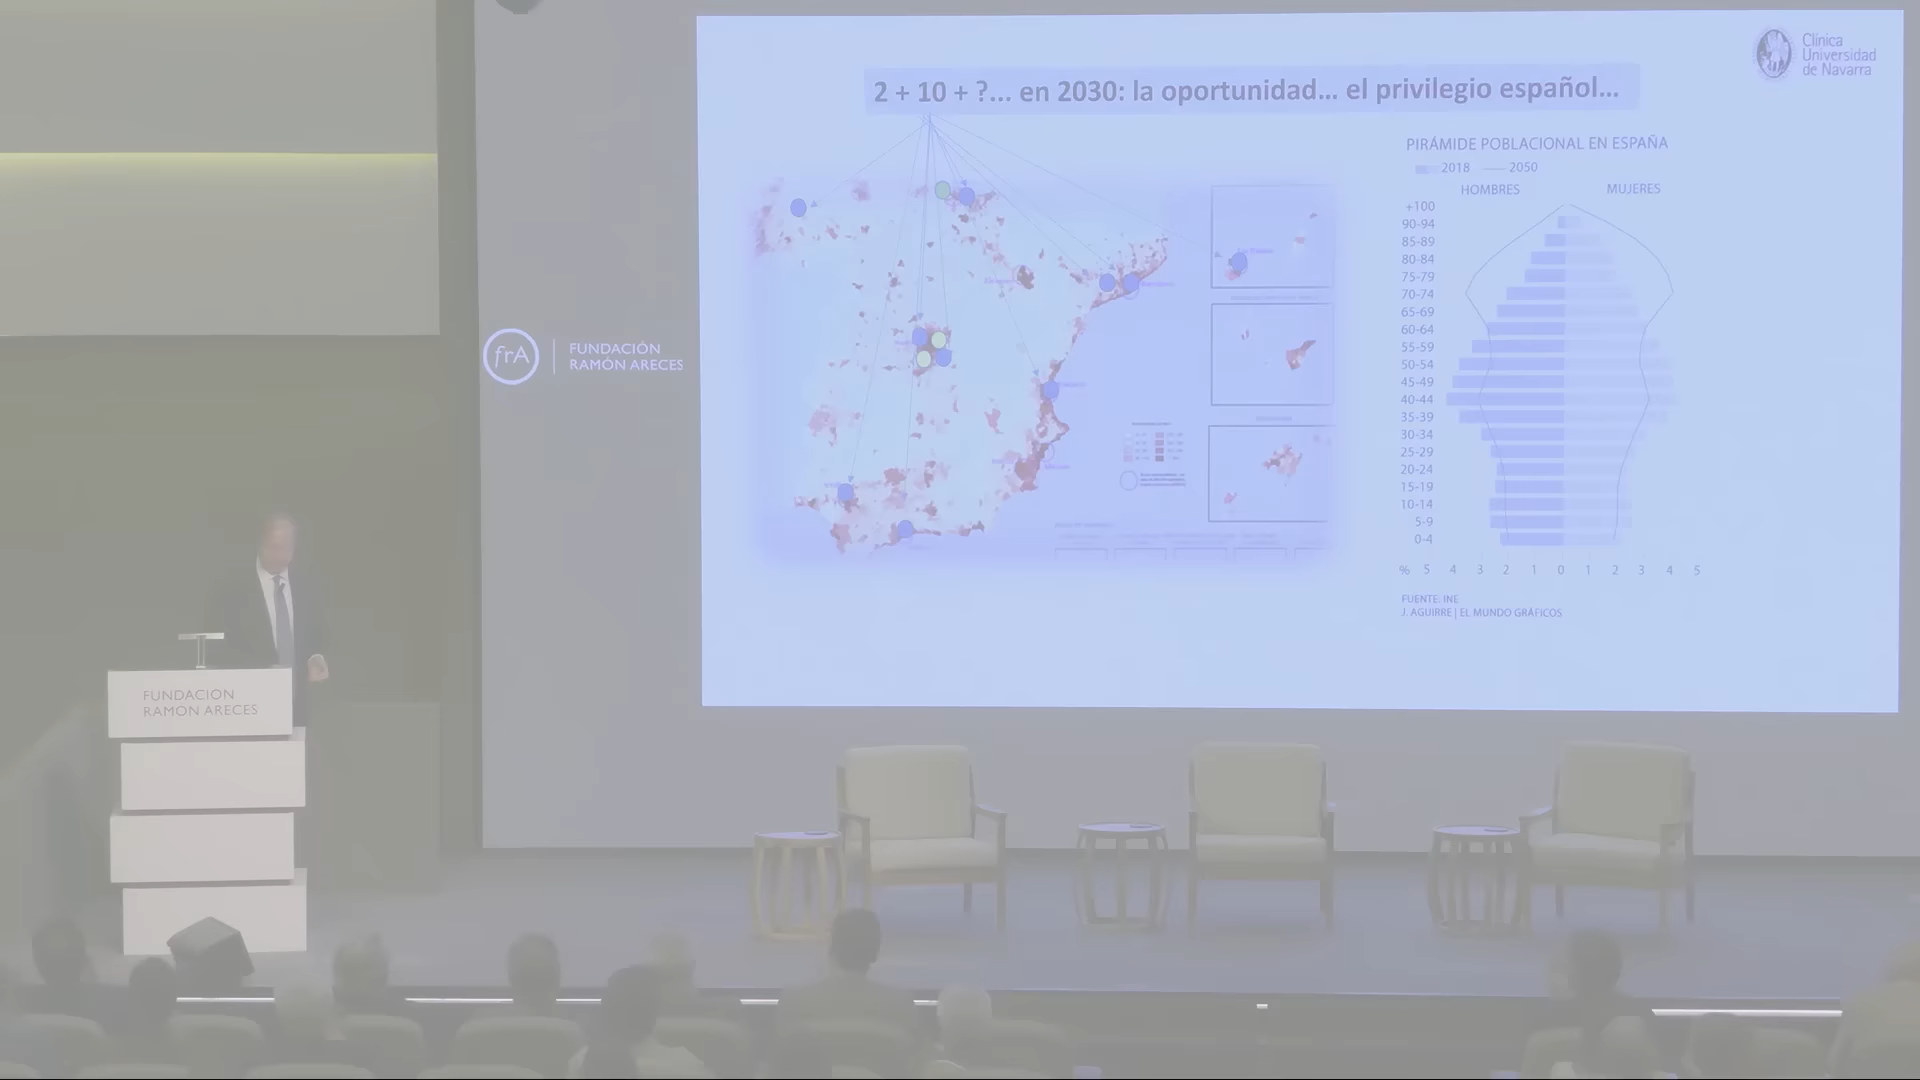 Clínica
Universidad
de Navarra
2 + 10 + ?... en 2030: la oportunidad... el privilegio español...
PIRÁMIDE POBLACIONAL EN ESPAÑA
2018 2050
HOMBRES MUJERES
+100
90-94
85-89
80-84
75-79
70-74
65-69
60-64
55-59
50-54
45-49
40-44
35-39
30-34
25-29
20-24
15-19
10-14
5-9
0-4
% 5 4 3 2 1 0 1 2 3 4 5
FUENTE: INE
J. AGUIRRE | EL MUNDO GRÁFICOS
frA
FUNDACIÓN
RAMÓN ARECES
FUNDACION
RAMON ARECES